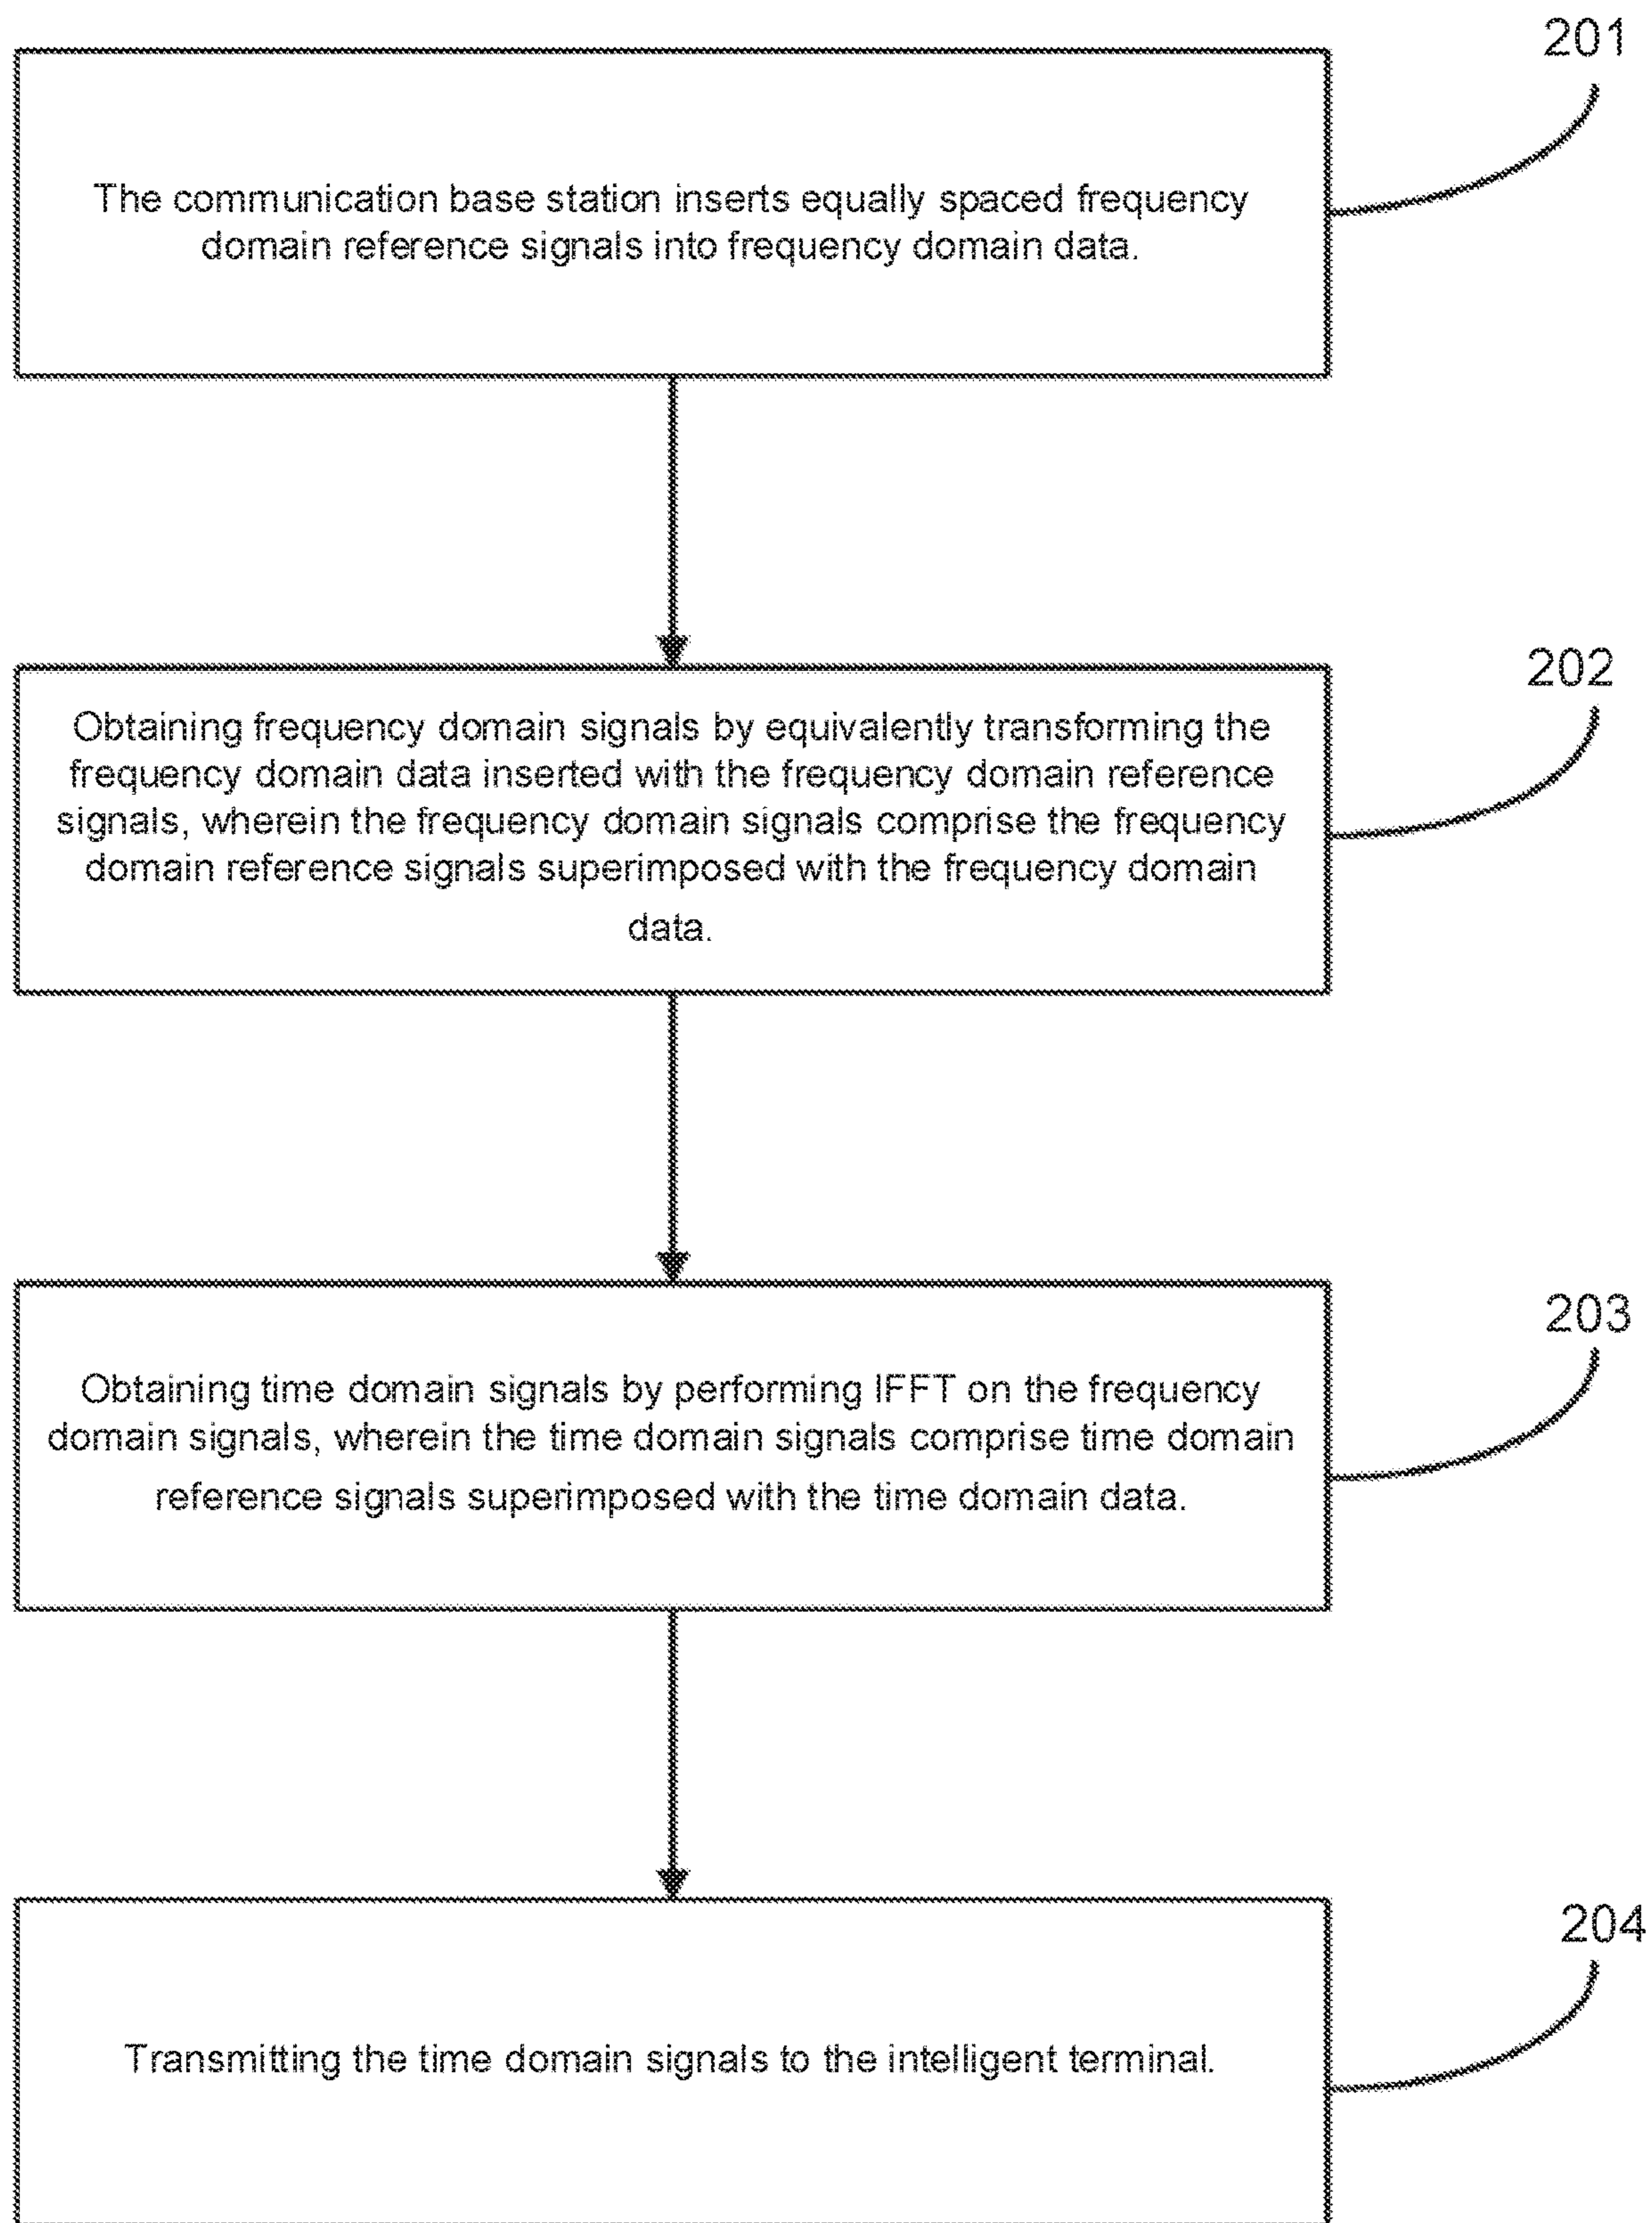 201
The communication base station inserts equally spaced frequency
domain reference signals into frequency domain data.
202
Obtaining frequency domain signals by equivalently transforming the
frequency domain data inserted with the frequency domain reference
signals, wherein the frequency domain signals comprise the frequency
domain reference signals superimposed with the frequency domain
data.
203
Obtaining time domain signals by performing IFFT on the frequency
domain signals, wherein the time domain signals comprise time domain
reference signals superimposed with the time domain data.
204
Transmitting the time domain signals to the intelligent terminal.